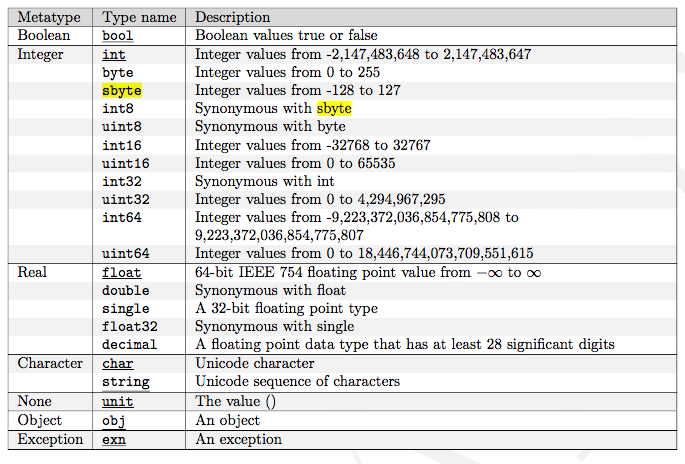 Metatype Type name Description
Boolean bool Boolean values true or false
Integer int Integer values from -2,147,483,648 to 2,147,483,647
byte Integer values from 0 to 255
sbyte Integer values from -128 to 127
int8 Synonymous with sbyte
uint8 Synonymous with byte
int16 Integer values from -32768 to 32767
uint16 Integer values from 0 to 65535
int32 Synonymous with int
uint32 Integer values from 0 to 4,294,967,295
int64 Integer values from -9,223,372,036,854,775,808 to
9,223,372,036,854,775,807
uint64 Integer values from 0 to 18,446,744,073,709,551,615
Real float 64-bit IEEE 754 floating point value from −∞ to ∞
double Synonymous with float
single A 32-bit floating point type
float32 Synonymous with single
decimal A floating point data type that has at least 28 significant digits
Character char Unicode character
string Unicode sequence of characters
None unit The value ()
Object obj An object
Exception exn An exception